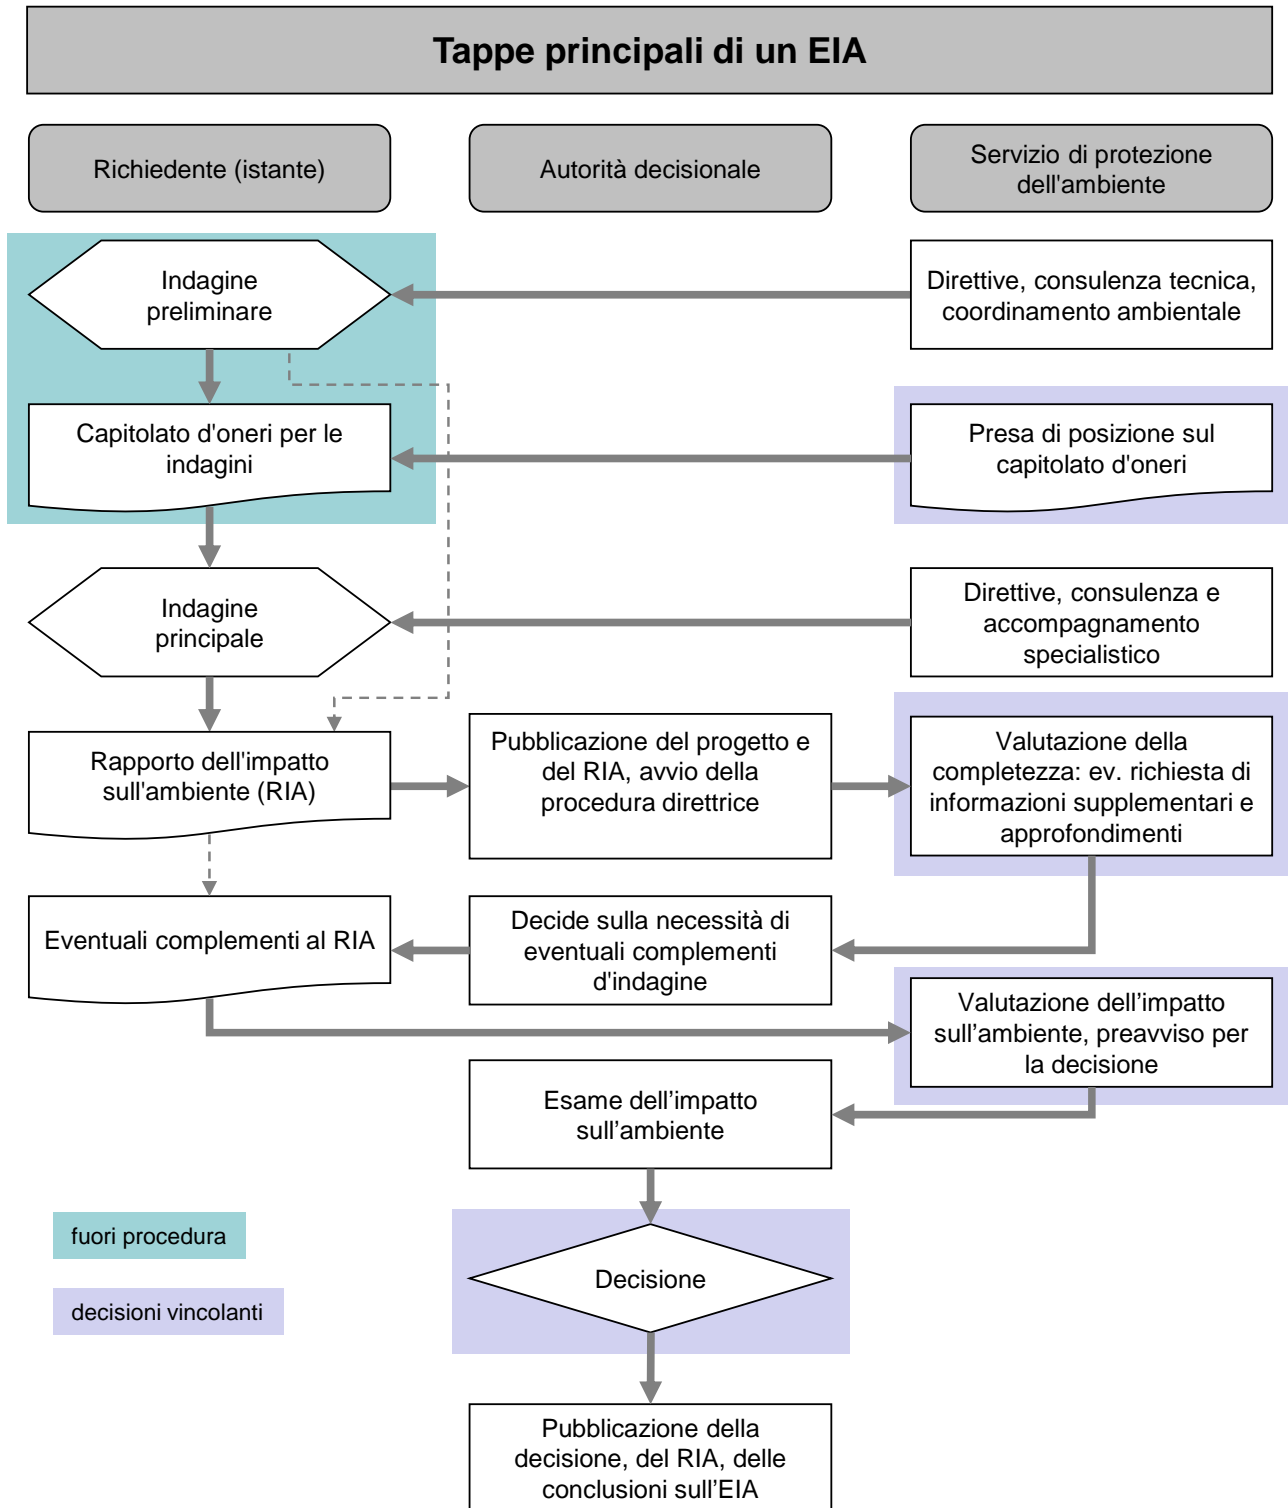 Tappe principali di un EIA
Richiedente (istante)
Autorità decisionale
Servizio di protezione
dell'ambiente
Indagine
preliminare
Direttive, consulenza tecnica,
coordinamento ambientale
Capitolato d'oneri per le
indagini
Presa di posizione sul
capitolato d'oneri
Indagine
principale
Direttive, consulenza e
accompagnamento
specialistico
Rapporto dell'impatto
sull'ambiente (RIA)
Pubblicazione del progetto e
del RIA, avvio della
procedura direttrice
Valutazione della
completezza: ev. richiesta di
informazioni supplementari e
approfondimenti
Eventuali complementi al RIA
Decide sulla necessità di
eventuali complementi
d'indagine
Valutazione dell’impatto
sull’ambiente, preavviso per
la decisione
Esame dell’impatto
sull’ambiente
fuori procedura
Decisione
decisioni vincolanti
Pubblicazione della
decisione, del RIA, delle
conclusioni sull’EIA